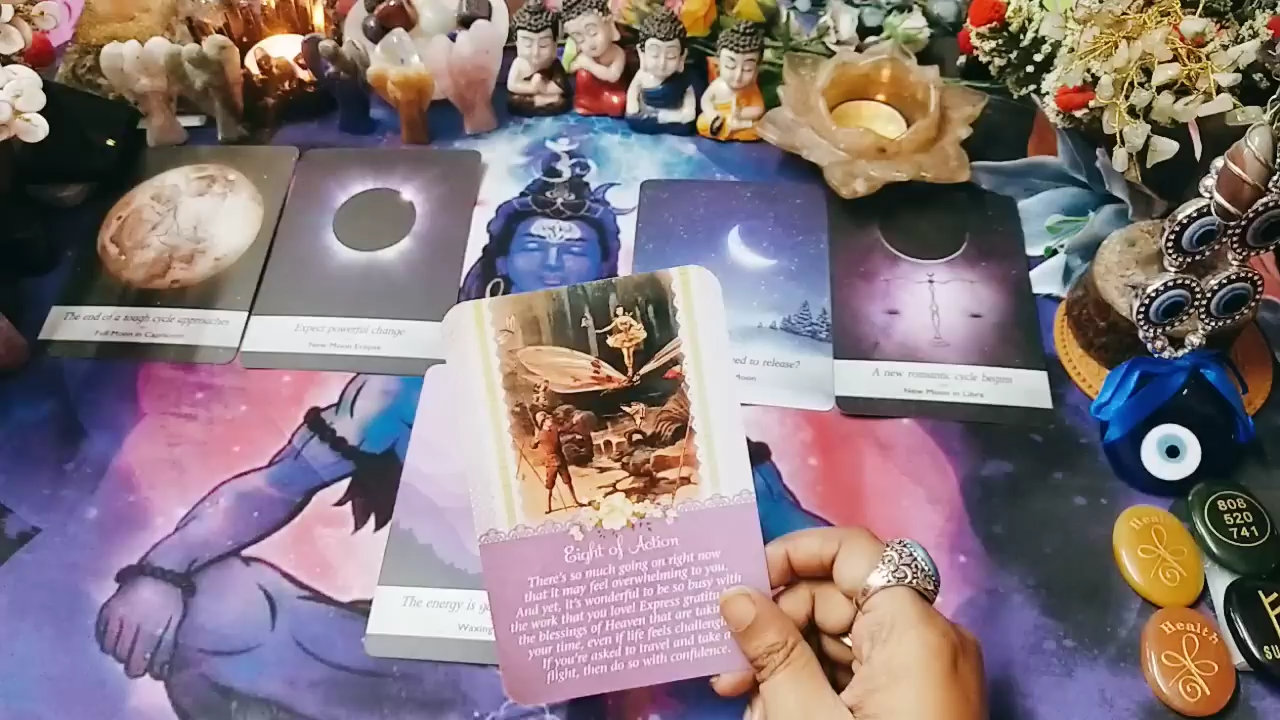 The end of a tough cycle approaches
Full Moon in Capricorn
Expect powerful change
New Moon Eclipse
to release?
Moon
A new romantic cycle begins
New Moon in Libra
The energy is
Waxing
Eight of Action
There's so much going on right now
that it may feel overwhelming to you.
And yet, it's wonderful to be so busy with
the work that you love! Express
the blessings of Heaven that are
your time, even if life feels
If you're asked to travel and take a
flight, then do so with confidence.
Health
808
520
741
Health